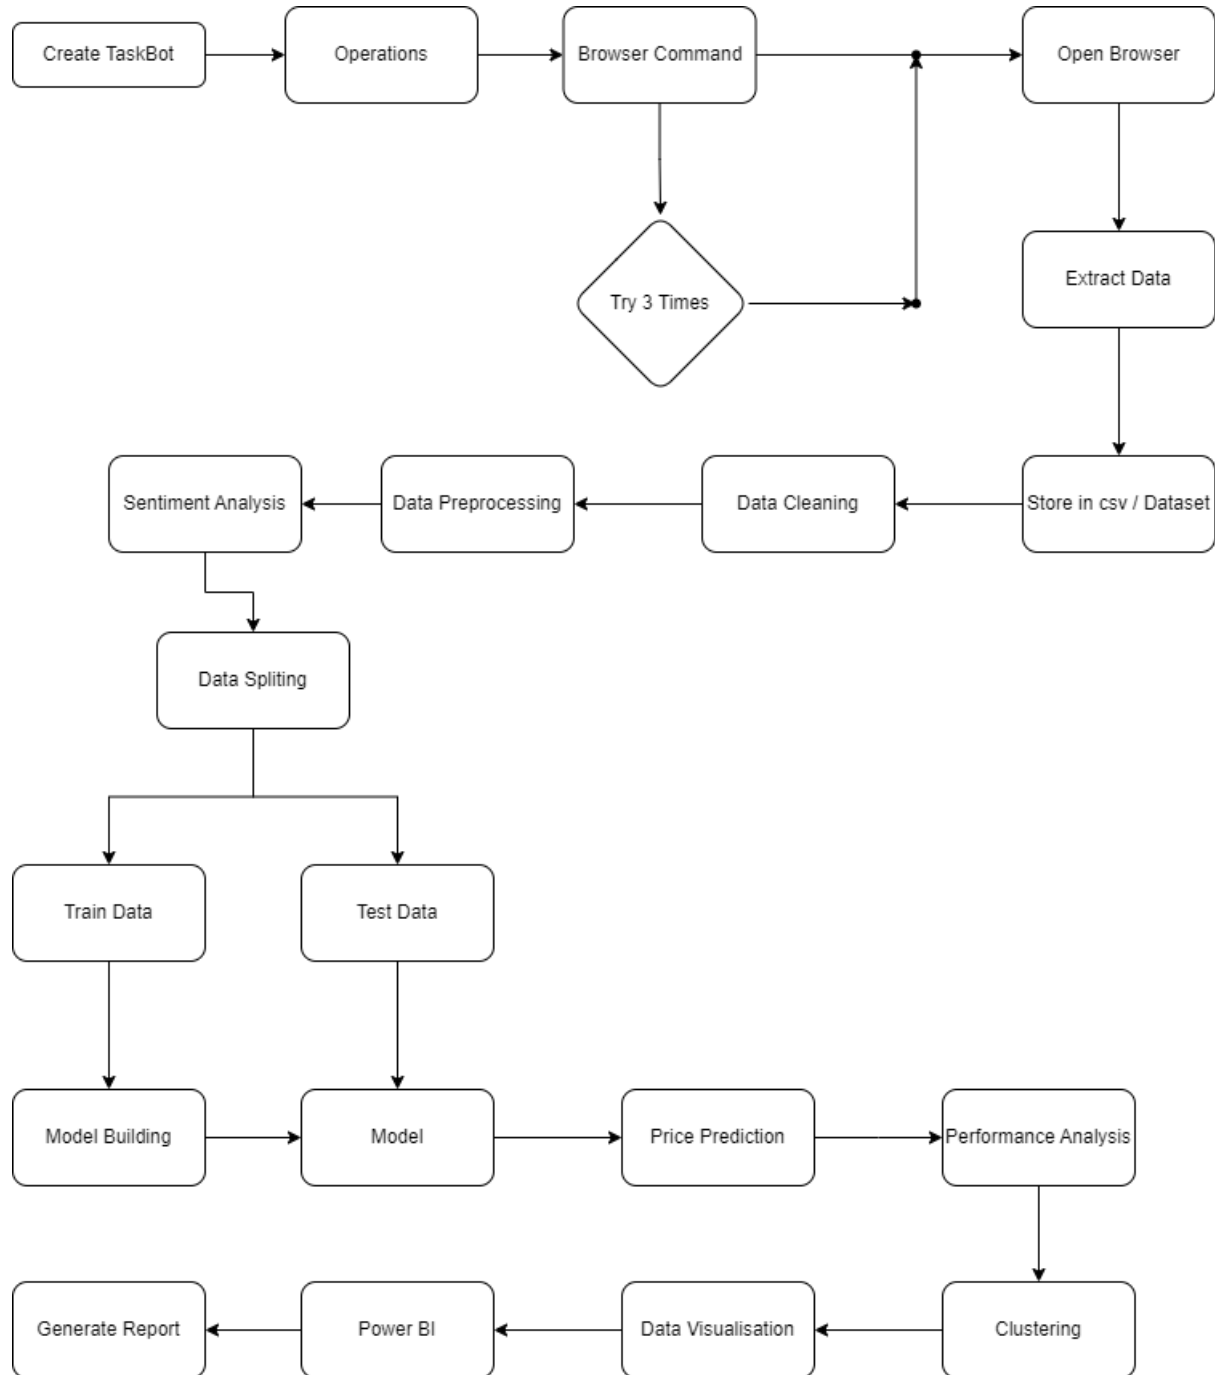 Create TaskBot
Operations
Browser Command
Open Browser
Try 3 Times
Extract Data
Sentiment Analysis
Data Preprocessing
Data Cleaning
Store in csv / Dataset
Data Spliting
Train Data
Test Data
Model Building
Model
Price Prediction
Performance Analysis
Generate Report
Power BI
Data Visualisation
Clustering